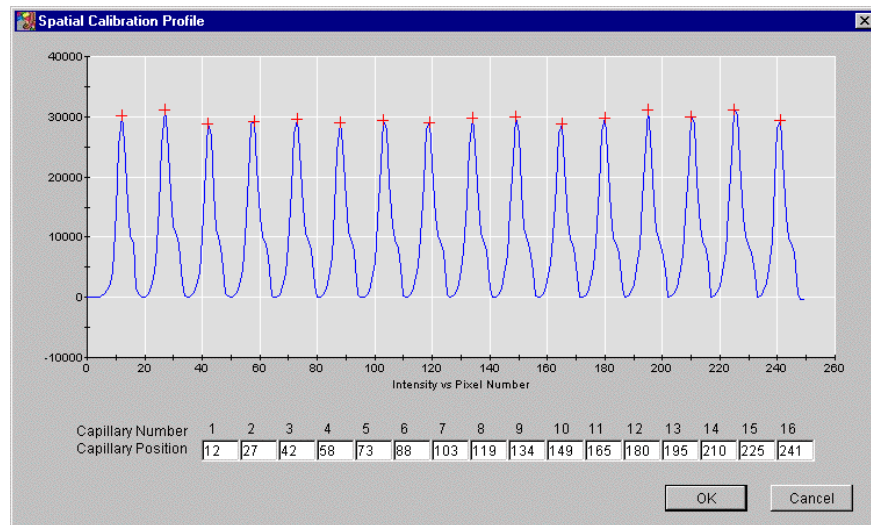 Spatial Calibration Profile
40000
30000
20000
10000
0
-10000
0 20 40 60 80 100 120 140 160 180 200 220 240 260
Intensity vs Pixel Number
Capillary Number 1 2 3 4 5 6 7 8 9 10 11 12 13 14 15 16
Capillary Position 12 27 42 58 73 88 103 119 134 149 165 180 195 210 225 241
OK Cancel